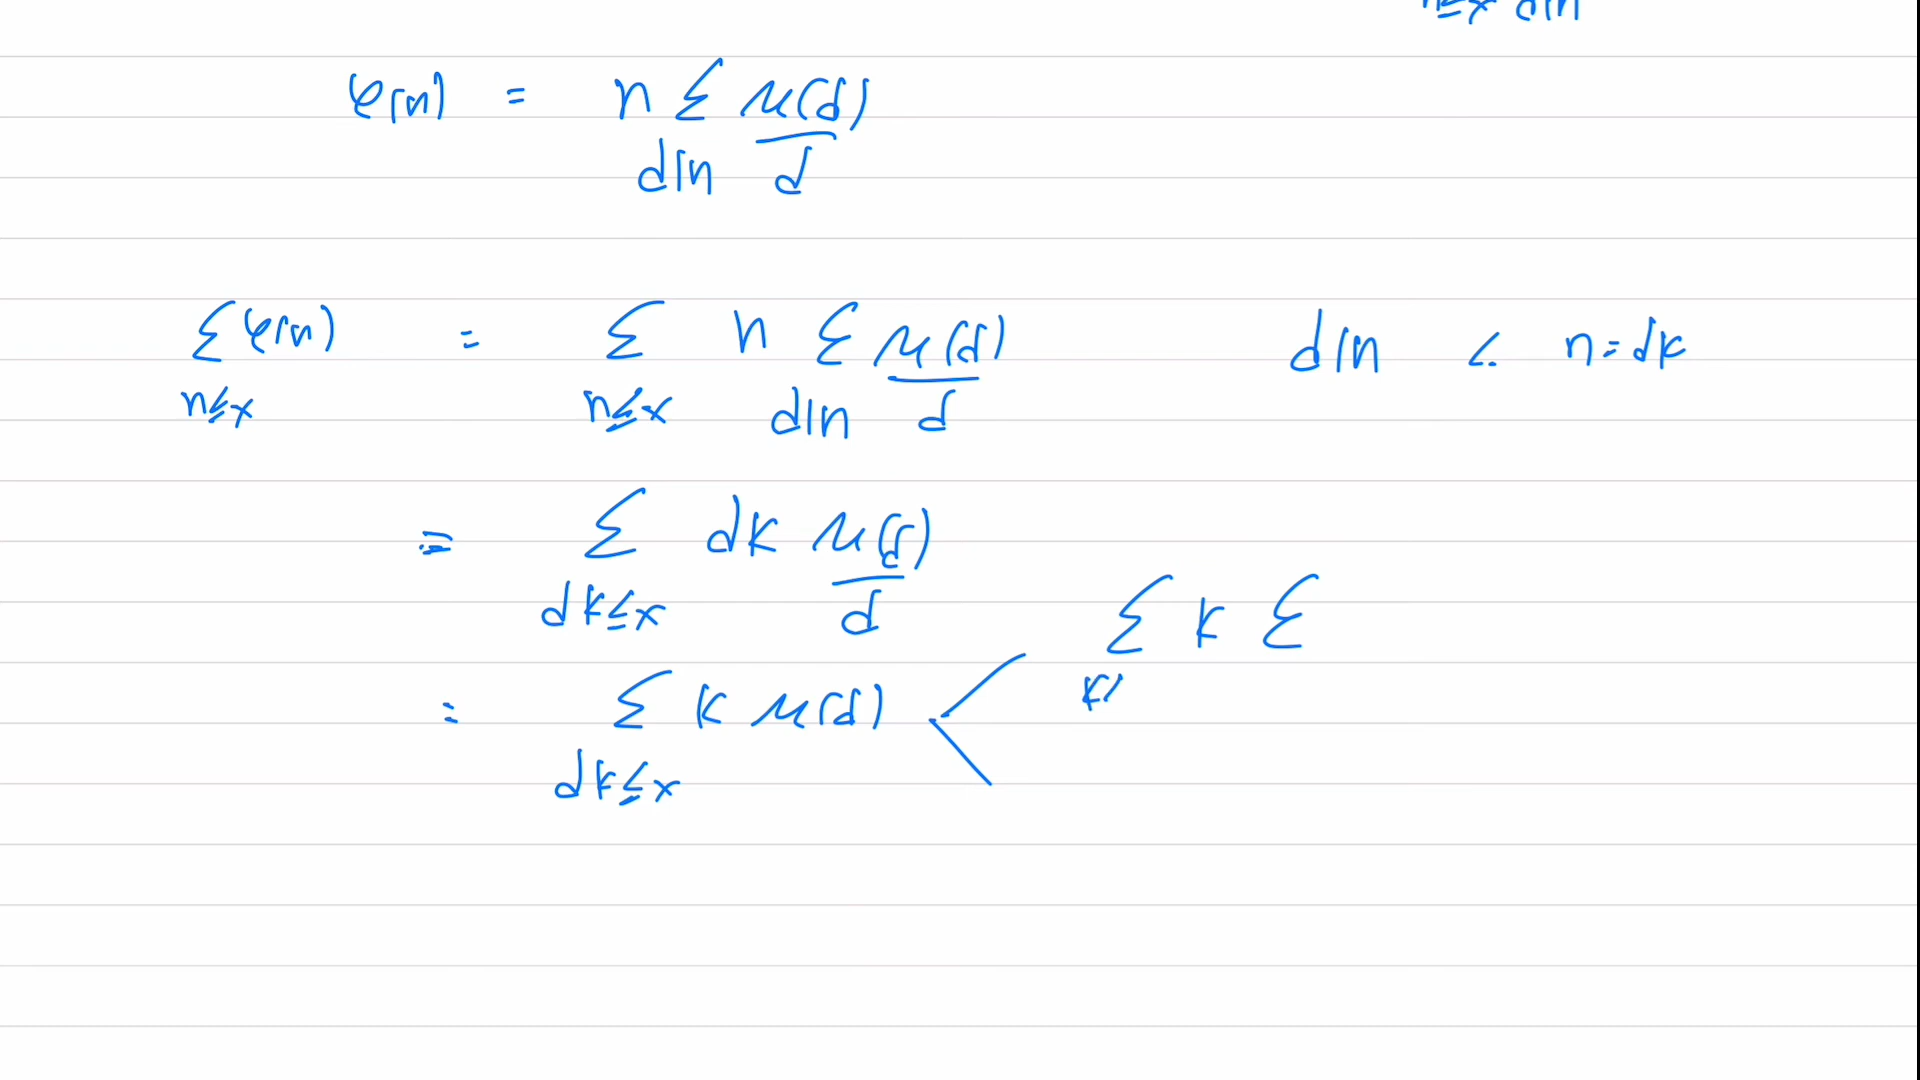 n≤x d|n
φ(n) = n Σ μ(d)
d|n d
Σ φ(n) = Σ n Σ μ(d) d|n < n=dk
n≤x n≤x d|n d
= Σ dk μ(d)
dk≤x d
Σ k Σ
k
= Σ k μ(d)
dk≤x